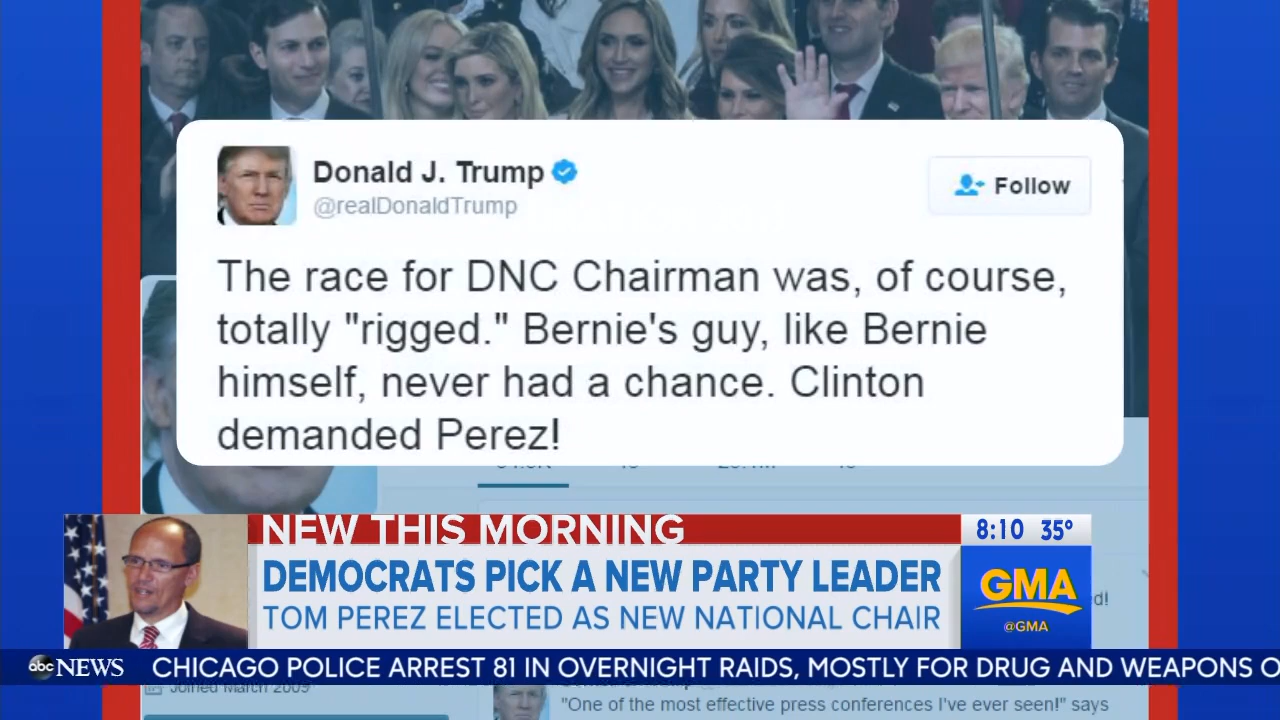 Donald J. Trump
@realDonaldTrump
Follow
The race for DNC Chairman was, of course,
totally "rigged." Bernie's guy, like Bernie
himself, never had a chance. Clinton
demanded Perez!
NEW THIS MORNING
DEMOCRATS PICK A NEW PARTY LEADER
TOM PEREZ ELECTED AS NEW NATIONAL CHAIR
8:10 35°
GMA
@GMA
abc NEWS CHICAGO POLICE ARREST 81 IN OVERNIGHT RAIDS, MOSTLY FOR DRUG AND WEAPONS O
Joined March 2009
"One of the most effective press conferences I've ever seen!" says